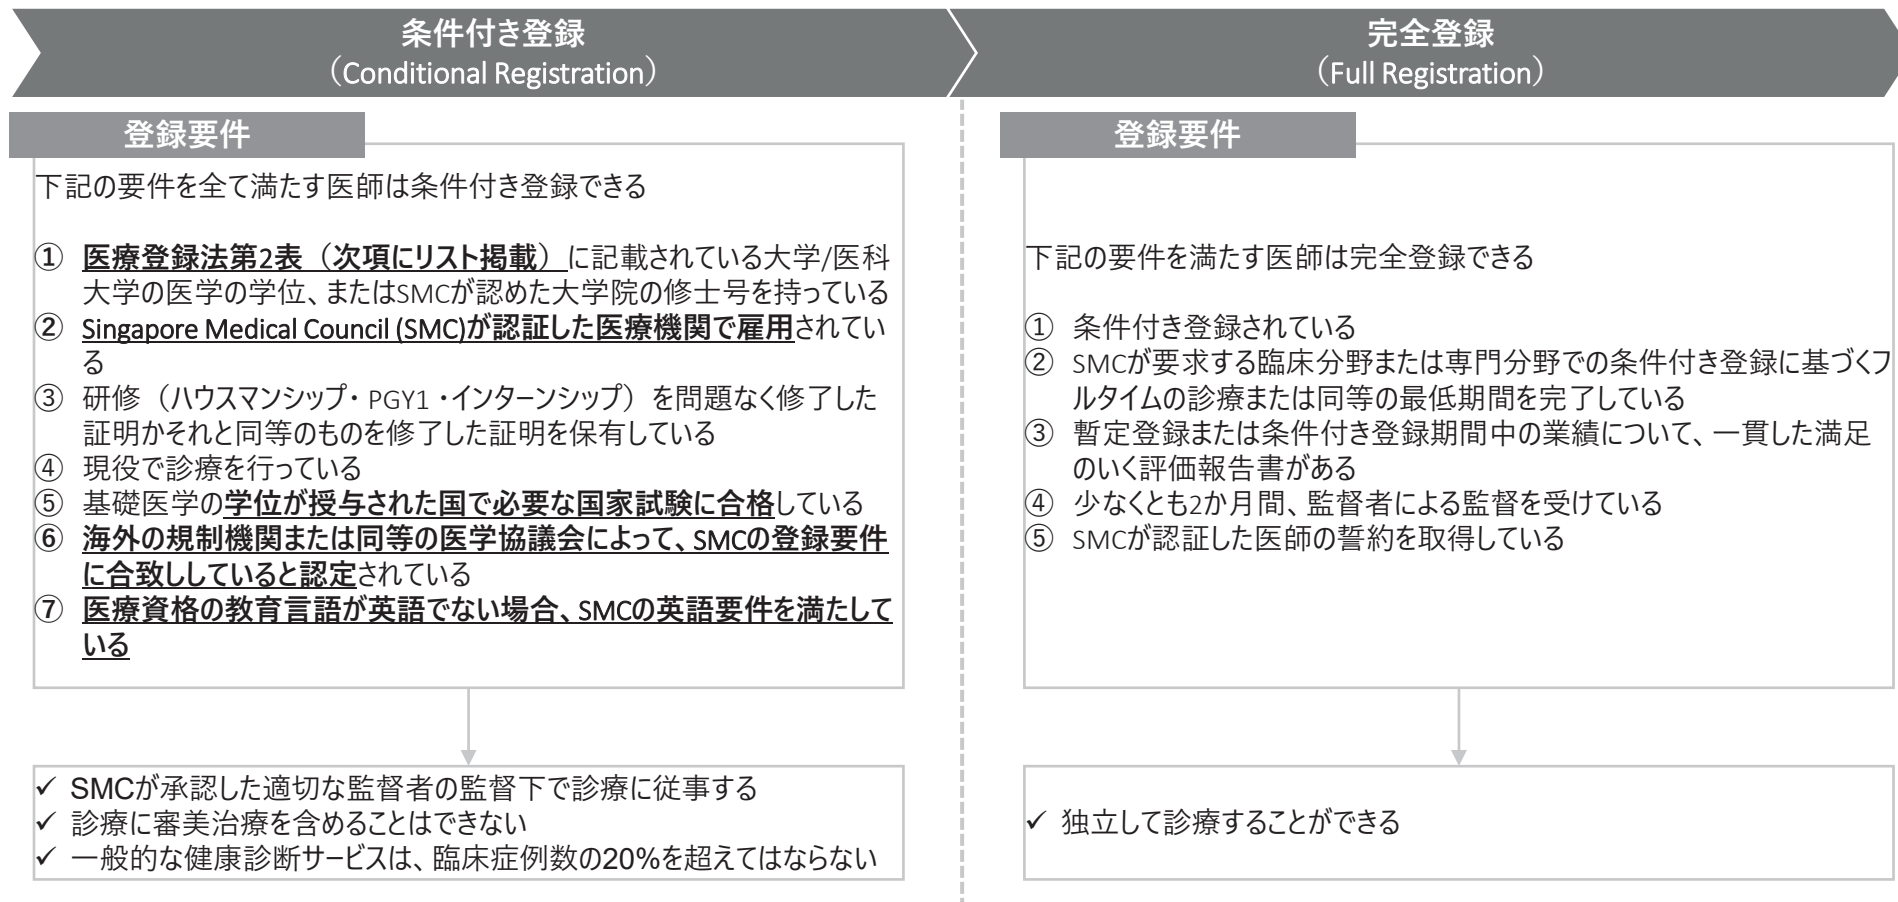 条件付き登録
（Conditional Registration）
登録要件
下記の要件を全て満たす医師は条件付き登録できる
① 医療登録法第2表（次項にリスト掲載）に記載されている大学/医科
大学の医学の学位、またはSMCが認めた大学院の修士号を持っている
② Singapore Medical Council (SMC)が認証した医療機関で雇用されてい
る
③ 研修（ハウスマンシップ・PGY1・インターンシップ）を問題なく修了した
証明かそれと同等のものを修了した証明を保有している
④ 現役で診療を行っている
⑤ 基礎医学の学位が授与された国で必要な国家試験に合格している
⑥ 海外の規制機関または同等の医学協議会によって、SMCの登録要件
に合致ししていると認定されている
⑦ 医療資格の教育言語が英語でない場合、SMCの英語要件を満たして
いる
✓ SMCが承認した適切な監督者の監督下で診療に従事する
✓ 診療に審美治療を含めることはできない
✓ 一般的な健康診断サービスは、臨床症例数の20%を超えてはならない
完全登録
（Full Registration）
登録要件
下記の要件を満たす医師は完全登録できる
① 条件付き登録されている
② SMCが要求する臨床分野または専門分野での条件付き登録に基づくフ
ルタイムの診療または同等の最低期間を完了している
③ 暫定登録または条件付き登録期間中の業績について、一貫した満足
のいく評価報告書がある
④ 少なくとも2か月間、監督者による監督を受けている
⑤ SMCが認証した医師の誓約を取得している
✓ 独立して診療することができる